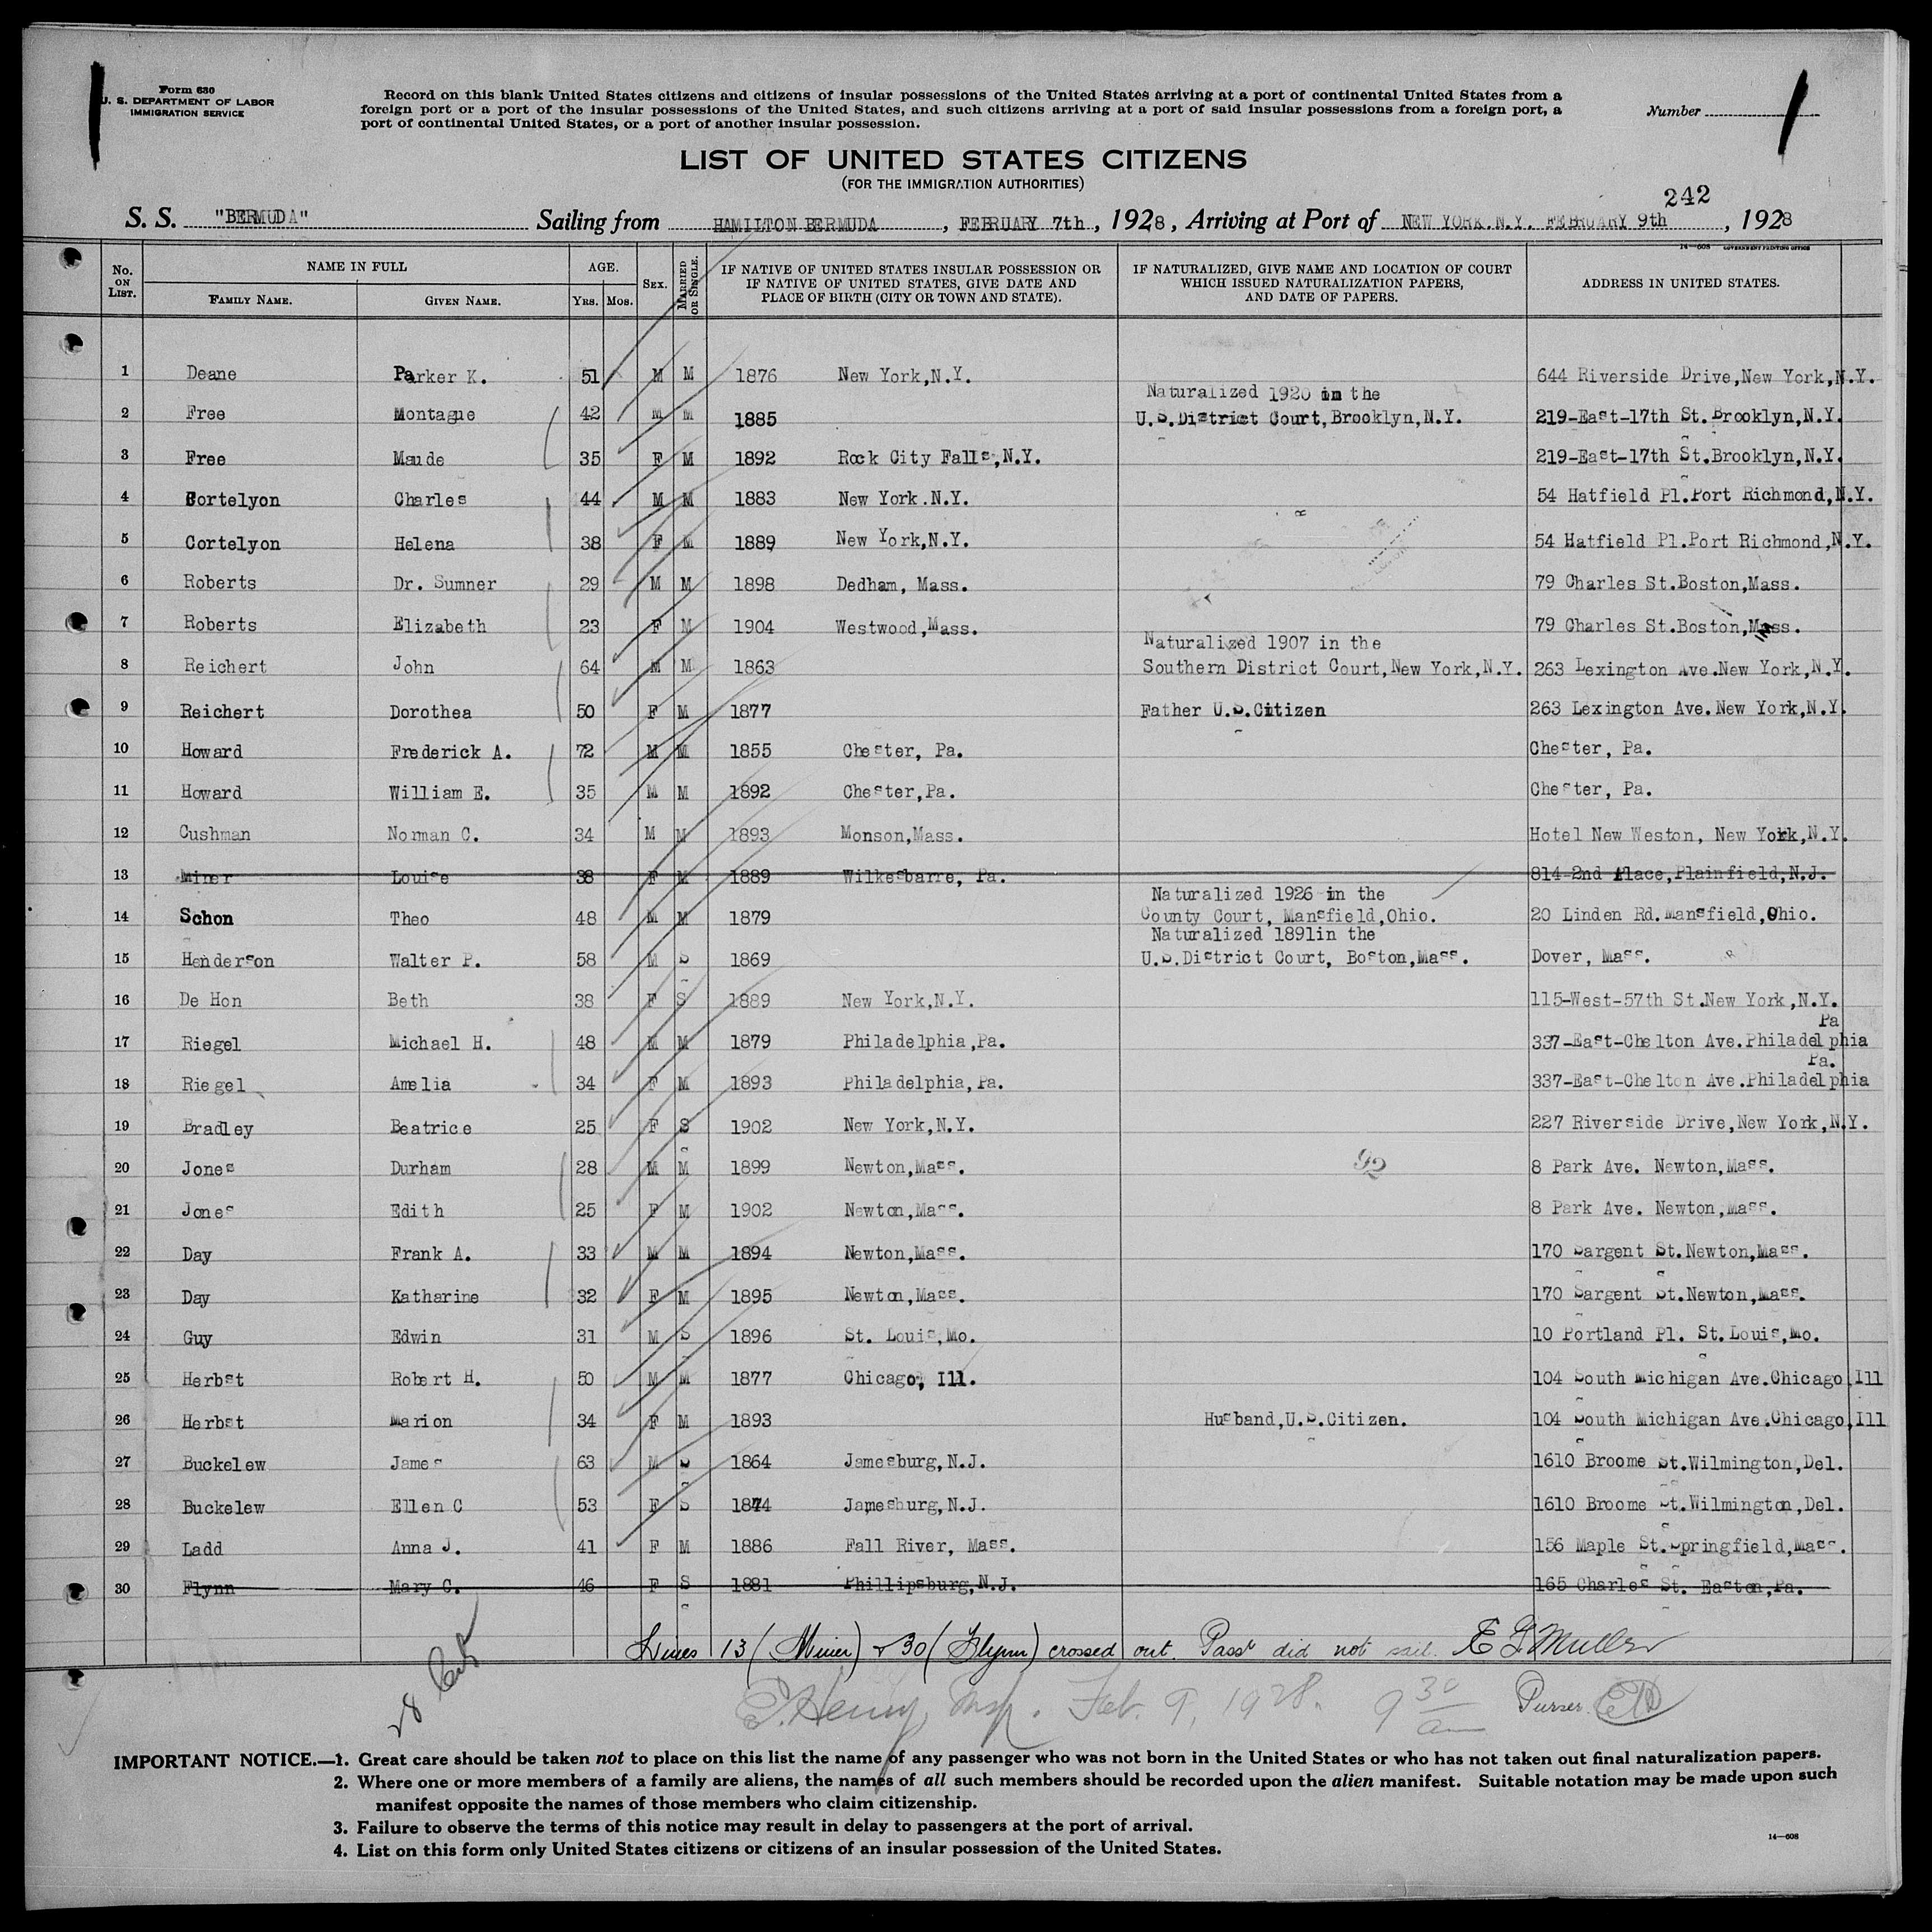 Form 630
U. S. DEPARTMENT OF LABOR
IMMIGRATION SERVICE
Record on this blank United States citizens and citizens of insular possessions of the United States arriving at a port of continental United States from a
foreign port or a port of the insular possessions of the United States, and such citizens arriving at a port of said insular possessions from a foreign port, a
port of continental United States, or a port of another insular possession.
Number
LIST OF UNITED STATES CITIZENS
(FOR THE IMMIGRATION AUTHORITIES)
242
S. S. "BERMUDA" Sailing from HAMILTON BERMUDA, FEBRUARY 7th, 1928, Arriving at Port of NEW YORK.N.Y. FEBRUARY 9th, 1928
14—608 GOVERNMENT PRINTING OFFICE
No. ON LIST. NAME IN FULL FAMILY NAME. GIVEN NAME. AGE. YRS. MOS. SEX. MARRIED OR SINGLE. IF NATIVE OF UNITED STATES INSULAR POSSESSION OR IF NATIVE OF UNITED STATES, GIVE DATE AND PLACE OF BIRTH (CITY OR TOWN AND STATE). IF NATURALIZED, GIVE NAME AND LOCATION OF COURT WHICH ISSUED NATURALIZATION PAPERS, AND DATE OF PAPERS. ADDRESS IN UNITED STATES.
1 Deane Parker K. 51 M M 1876 New York,N.Y. 644 Riverside Drive,New York,N.Y.
Naturalized 1920 in the
2 Free Montague 42 M M 1885 U.S.District Court,Brooklyn,N.Y. 219-East-17th St.Brooklyn,N.Y.
3 Free Maude 35 F M 1892 Rock City Falls,N.Y. 219-East-17th St.Brooklyn,N.Y.
4 Cortelyon Charles 44 M M 1883 New York.N.Y. 54 Hatfield Pl.Port Richmond,N.Y.
5 Cortelyon Helena 38 F M 1889 New York,N.Y. 54 Hatfield Pl.Port Richmond,N.Y.
6 Roberts Dr. Sumner 29 M M 1898 Dedham, Mass. 79 Charles St.Boston,Mass.
7 Roberts Elizabeth 23 F M 1904 Westwood,Mass. 79 Charles St.Boston,Mass.
Naturalized 1907 in the
8 Reichert John 64 M M 1863 Southern District Court,New York,N.Y. 263 Lexington Ave.New York,N.Y.
9 Reichert Dorothea 50 F M 1877 Father U.S.Citizen 263 Lexington Ave.New York,N.Y.
10 Howard Frederick A. 72 M M 1855 Chester, Pa. Chester, Pa.
11 Howard William E. 35 M M 1892 Chester,Pa. Chester, Pa.
12 Cushman Norman C. 34 M M 1893 Monson,Mass. Hotel New Weston, New York,N.Y.
13 Miner Louise 38 F M 1889 Wilkesbarre, Pa. 814-2nd Place,Plainfield,N.J.
Naturalized 1926 in the
14 Schon Theo 48 M M 1879 County Court, Mansfield,Ohio. 20 Linden Rd.Mansfield,Ohio.
Naturalized 1891in the
15 Henderson Walter P. 58 M S 1869 U.S.District Court, Boston,Mass. Dover, Mass.
16 De Hon Beth 38 F S 1889 New York,N.Y. 115-West-57th St.New York,N.Y.
Pa
17 Riegel Michael H. 48 M M 1879 Philadelphia,Pa. 337-East-Chelton Ave.Philadelphia
Pa.
18 Riegel Amelia 34 F M 1893 Philadelphia,Pa. 337-East-Chelton Ave.Philadelphia
19 Bradley Beatrice 25 F S 1902 New York,N.Y. 227 Riverside Drive,New York,N.Y.
20 Jones Durham 28 M M 1899 Newton,Mass. 92 8 Park Ave. Newton,Mass.
21 Jones Edith 25 F M 1902 Newton,Mass. 8 Park Ave. Newton,Mass.
22 Day Frank A. 33 M M 1894 Newton,Mass. 170 Sargent St.Newton,Mass.
23 Day Katharine 32 F M 1895 Newton,Mass. 170 Sargent St.Newton,Mass.
24 Guy Edwin 31 M S 1896 St. Louis,Mo. 10 Portland Pl. St.Louis,Mo.
25 Herbst Robert H. 50 M M 1877 Chicago, Ill. 104 South Michigan Ave.Chicago,Ill
26 Herbst Marion 34 F M 1893 Husband,U.S.Citizen. 104 South Michigan Ave.Chicago,Ill
27 Buckelew James 63 M S 1864 Jamesburg,N.J. 1610 Broome St.Wilmington,Del.
28 Buckelew Ellen C 53 F S 1874 Jamesburg,N.J. 1610 Broome St.Wilmington,Del.
29 Ladd Anna J. 41 F M 1886 Fall River, Mass. 156 Maple St.Springfield,Mass.
30 Flynn Mary C. 46 F S 1881 Phillipsburg,N.J. 165 Charles St. Easton,Pa.
Lines 13 (Miner) & 30 (Flynn) crossed out. Passr did not sail. E G Muller
28
Henry, Insp. Feb. 9, 1928. 9 30 am Purser
IMPORTANT NOTICE.—1. Great care should be taken not to place on this list the name of any passenger who was not born in the United States or who has not taken out final naturalization papers.
2. Where one or more members of a family are aliens, the names of all such members should be recorded upon the alien manifest. Suitable notation may be made upon such
manifest opposite the names of those members who claim citizenship.
3. Failure to observe the terms of this notice may result in delay to passengers at the port of arrival.
4. List on this form only United States citizens or citizens of an insular possession of the United States.
14—608